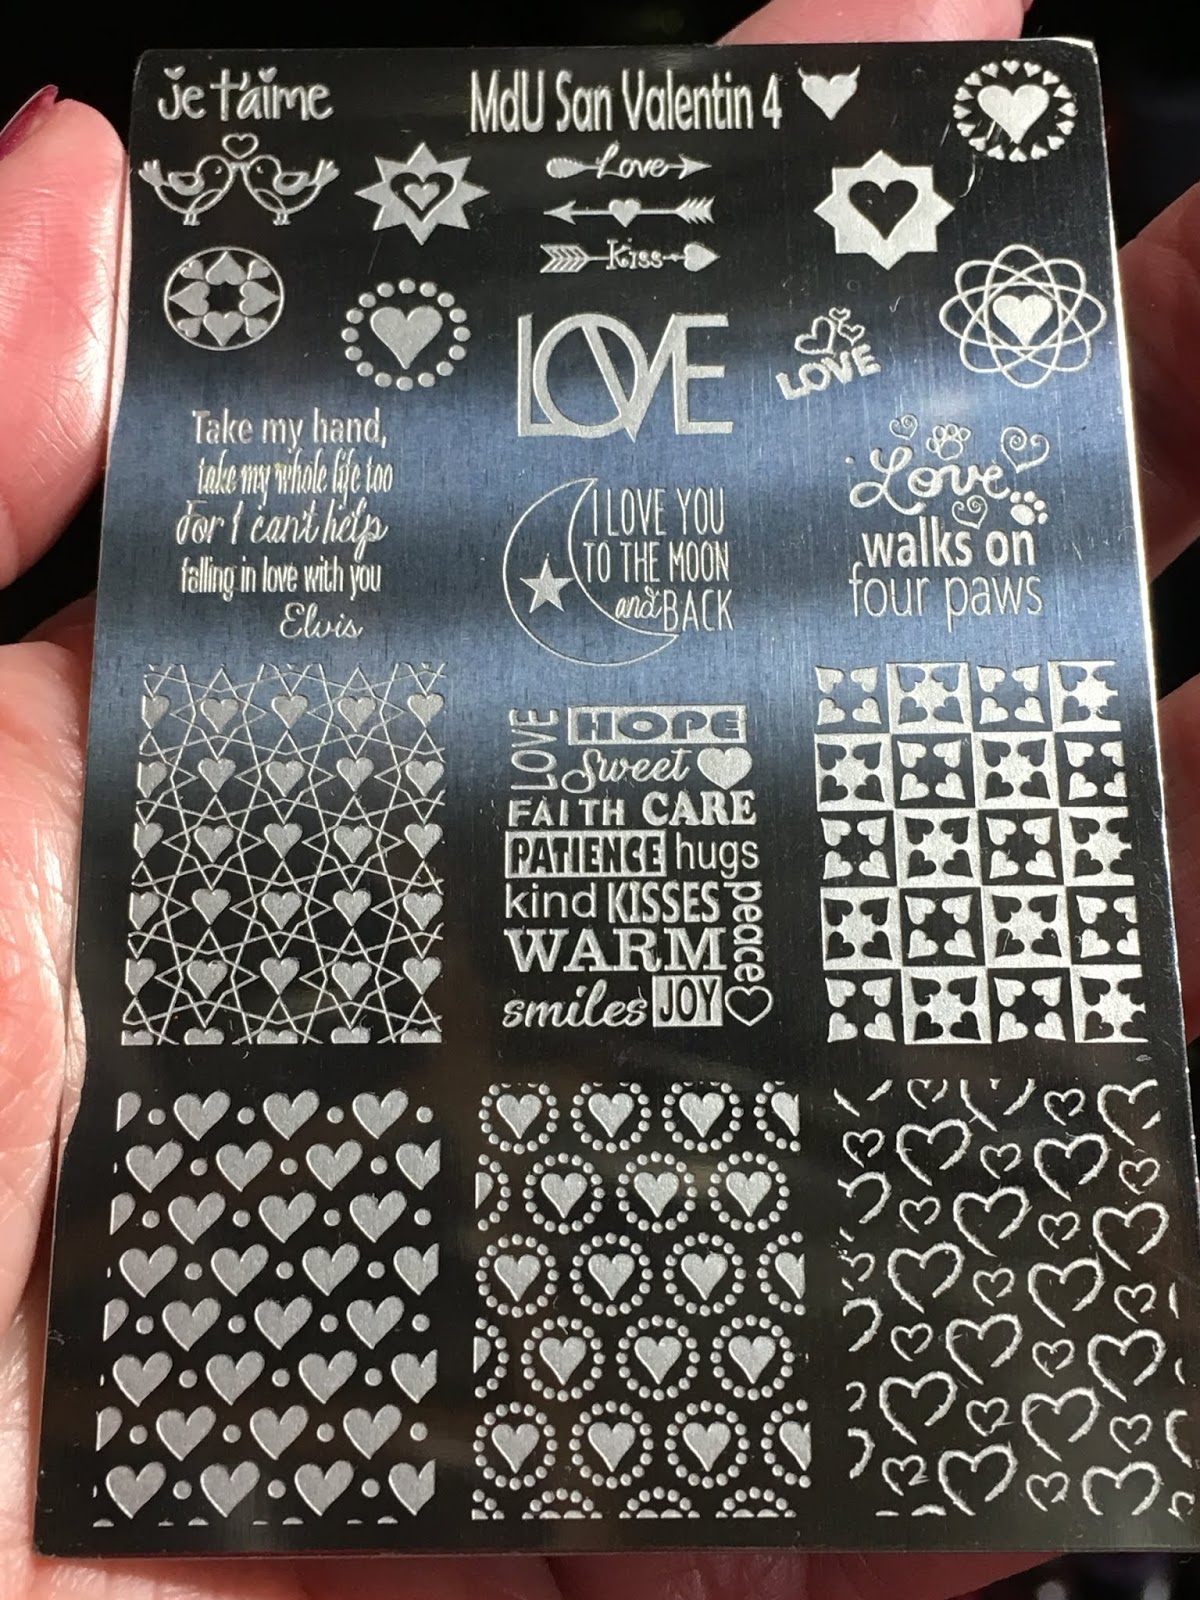 je t'aime
MdU San Valentin 4
Love
Kiss
LOVE
LOVE
Take my hand,
take my whole life too
For I can't help
falling in love with you
Elvis
I LOVE YOU
TO THE MOON
and BACK
Love
walks on
four paws
LOVE
HOPE
Sweet
FAITH CARE
PATIENCE hugs
kind KISSES
peace
WARM
smiles JOY